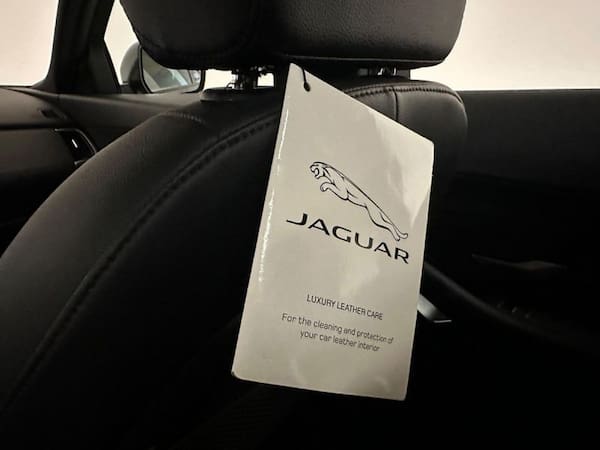 JAGUAR
LUXURY LEATHER CARE
For the cleaning and protection of
your car leather interior